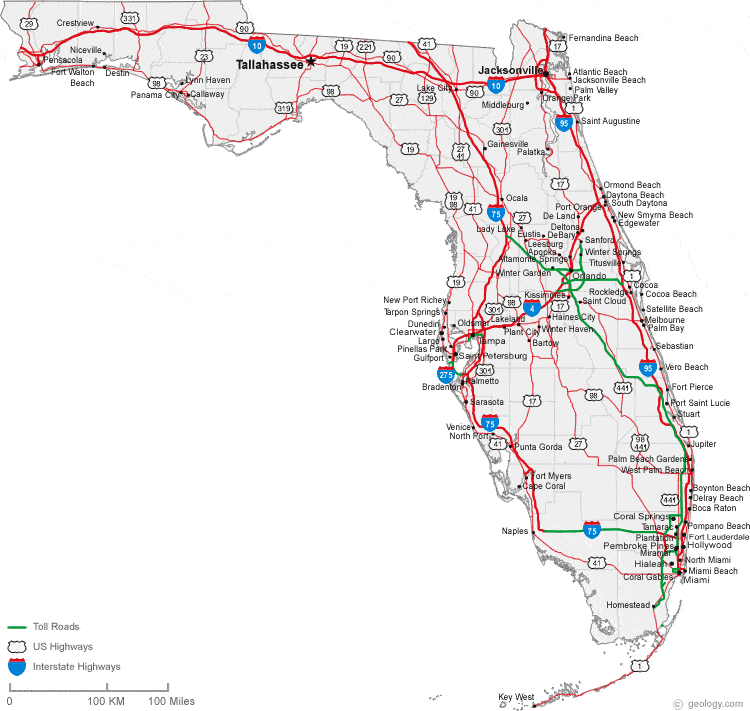 29
Crestview
331
90
10
Niceville
Pensacola
Fort Walton
Beach
Destin
98
Panama City
Lynn Haven
Callaway
23
Tallahassee
19
221
90
41
319
98
27
129
Lake City
10
90
Jacksonville
17
Fernandina Beach
Atlantic Beach
Jacksonville Beach
Palm Valley
Orange Park
Middleburg
1
95
Saint Augustine
301
19
27
41
Gainesville
Palatka
17
19
98
41
Ocala
75
Lady Lake
27
Eustis
Leesburg
Ormond Beach
Daytona Beach
South Daytona
Port Orange
De Land
New Smyrna Beach
Edgewater
Deltona
DeBary
Sanford
Apopka
Winter Springs
Altamonte Springs
Titusville
Winter Garden
Orlando
1
19
98
301
4
Kissimmee
17
Saint Cloud
Rockledge
Cocoa
Cocoa Beach
Satellite Beach
Melbourne
Palm Bay
New Port Richey
Tarpon Springs
Dunedin
Oldsmar
Clearwater
Largo
Pinellas Park
Gulfport
Tampa
Saint Petersburg
Lakeland
Plant City
Haines City
Winter Haven
Bartow
Sebastian
275
301
Palmetto
Bradenton
95
Vero Beach
441
98
Fort Pierce
Port Saint Lucie
Stuart
17
Sarasota
75
Venice
North Port
41
Punta Gorda
27
98
441
1
Jupiter
Palm Beach Gardens
West Palm Beach
Fort Myers
Cape Coral
441
Boynton Beach
Delray Beach
Boca Raton
Coral Springs
Tamarac
Pompano Beach
Plantation
Fort Lauderdale
Naples
75
Pembroke Pines
Hollywood
Miramar
41
Hialeah
North Miami
Miami Beach
Coral Gables
Miami
Homestead
Toll Roads
US Highways
Interstate Highways
0
100 KM
100 Miles
1
Key West
© geology.com